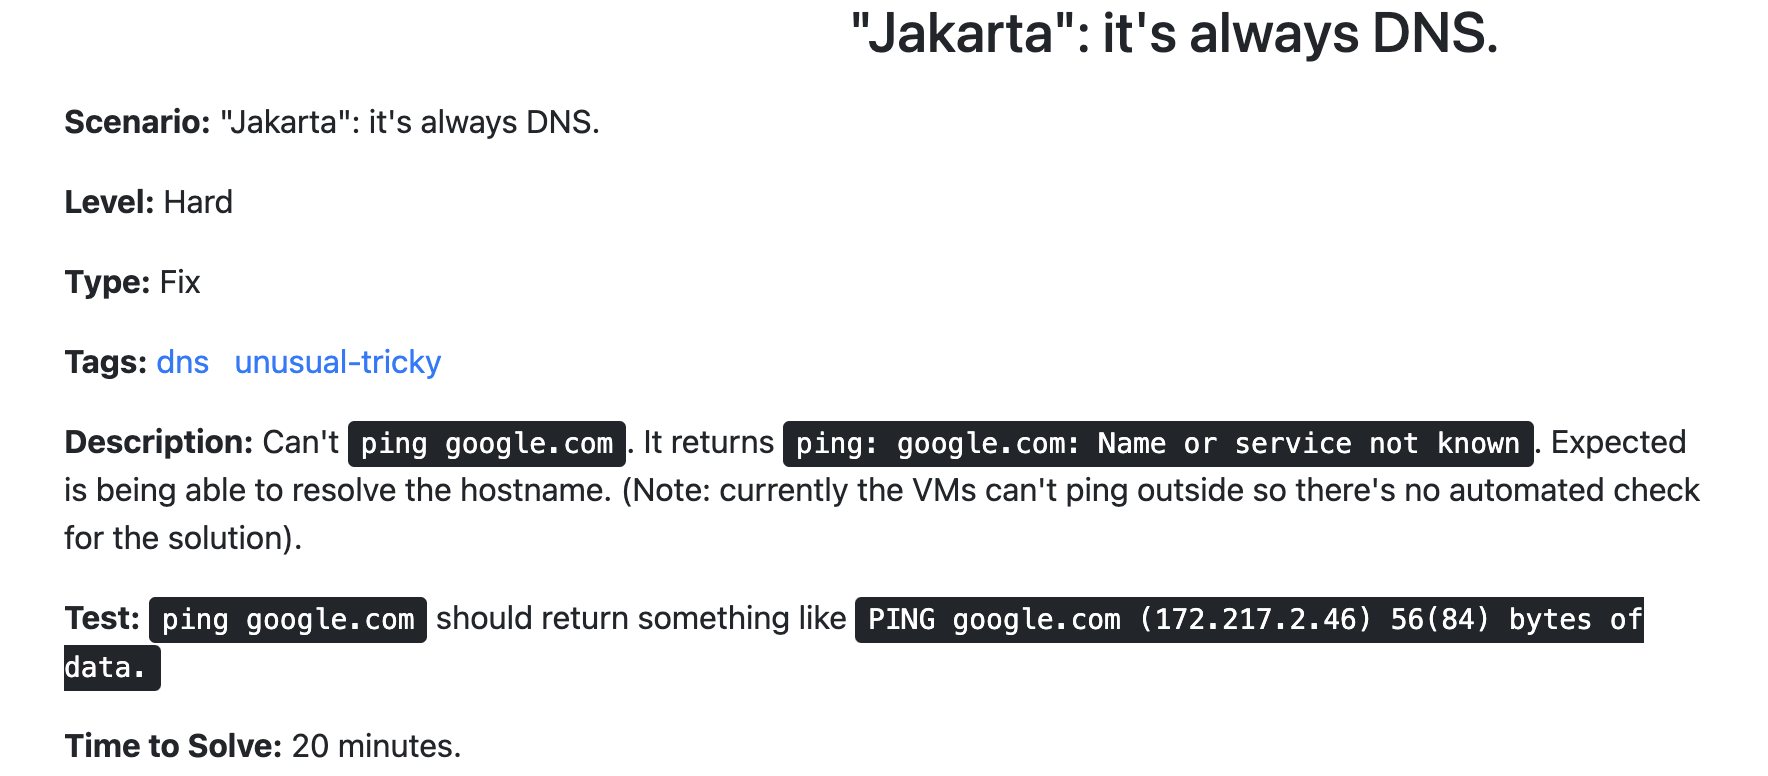 "Jakarta": it's always DNS.
Scenario: "Jakarta": it's always DNS.
Level: Hard
Type: Fix
Tags: dns unusual-tricky
Description: Can't ping google.com. It returns ping: google.com: Name or service not known. Expected
is being able to resolve the hostname. (Note: currently the VMs can't ping outside so there's no automated check
for the solution).
Test: ping google.com should return something like PING google.com (172.217.2.46) 56(84) bytes of
data.
Time to Solve: 20 minutes.